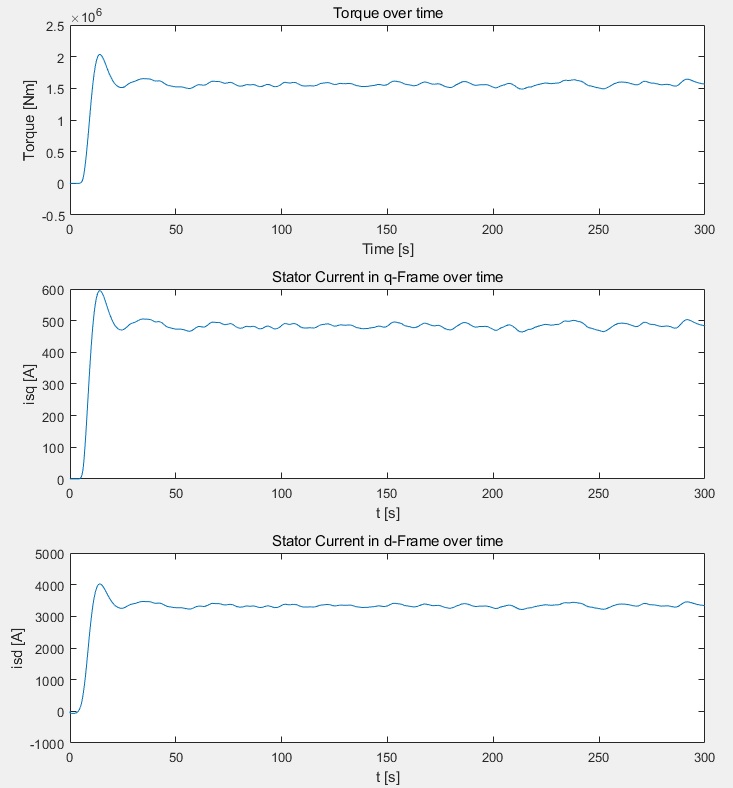 Torque over time
×10^6
2.5
2
1.5
1
0.5
0
-0.5
Torque [Nm]
0 50 100 150 200 250 300
Time [s]
Stator Current in q-Frame over time
600
500
400
300
200
100
0
isq [A]
0 50 100 150 200 250 300
t [s]
Stator Current in d-Frame over time
5000
4000
3000
2000
1000
0
-1000
isd [A]
0 50 100 150 200 250 300
t [s]